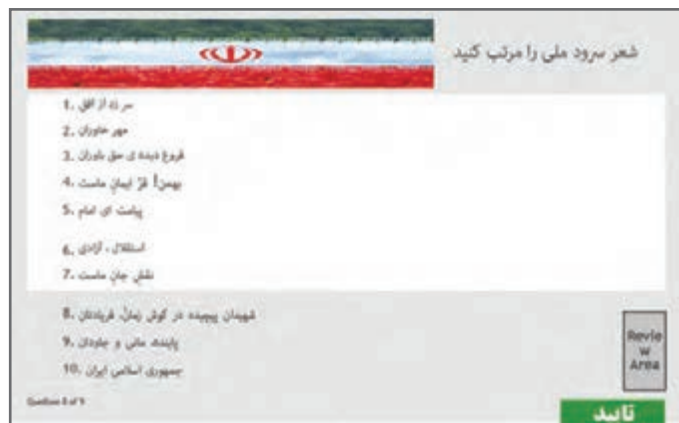 شعر سرود ملی را مرتب کنید
1. سر زد از افق
2. مهر خاوران
3. فروغ دیده ی حق باوران
4. بهمن! فرّ ایمان ماست
5. پیامت ای امام
6. استقلال ، آزادی
7. نقش جان ماست
8. شهیدان پیچیده در گوش زمان، فریادتان
9. پاینده مانی و جاودان
10. جمهوری اسلامی ایران
Review Area
تایید